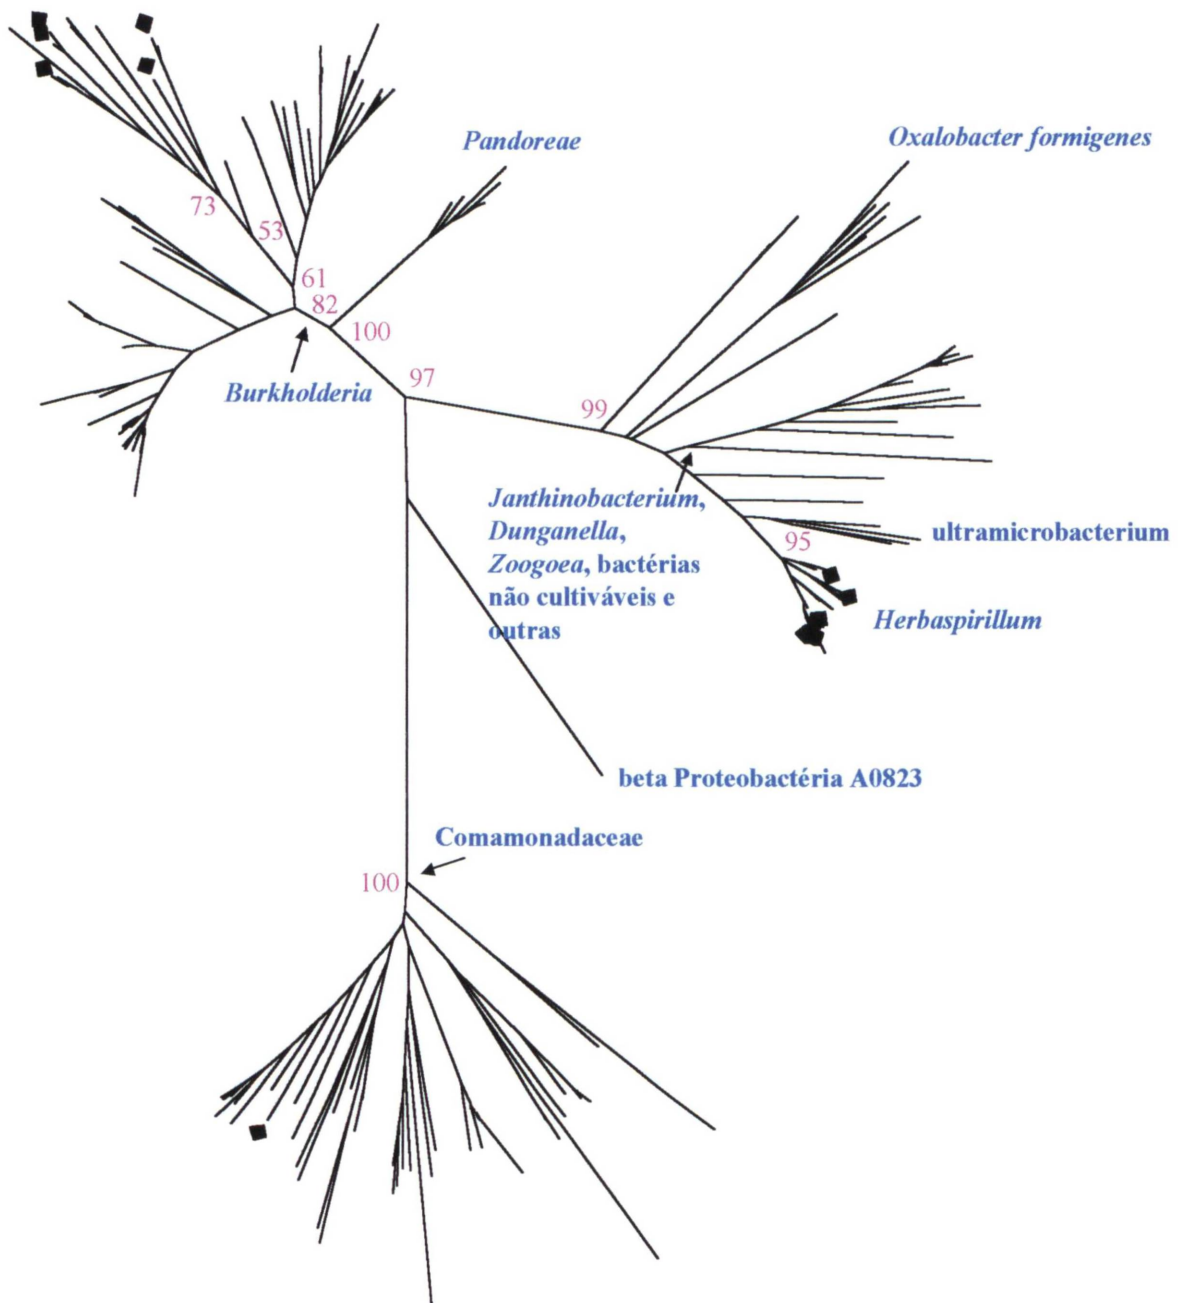 Pandoreae
Oxalobacter formigenes
73
53
61
82
100
Burkholderia
97
99
Janthinobacterium,
Dunganella,
Zoogoea, bactérias
não cultiváveis e
outras
ultramicrobacterium
95
Herbaspirillum
beta Proteobactéria A0823
Comamonadaceae
100